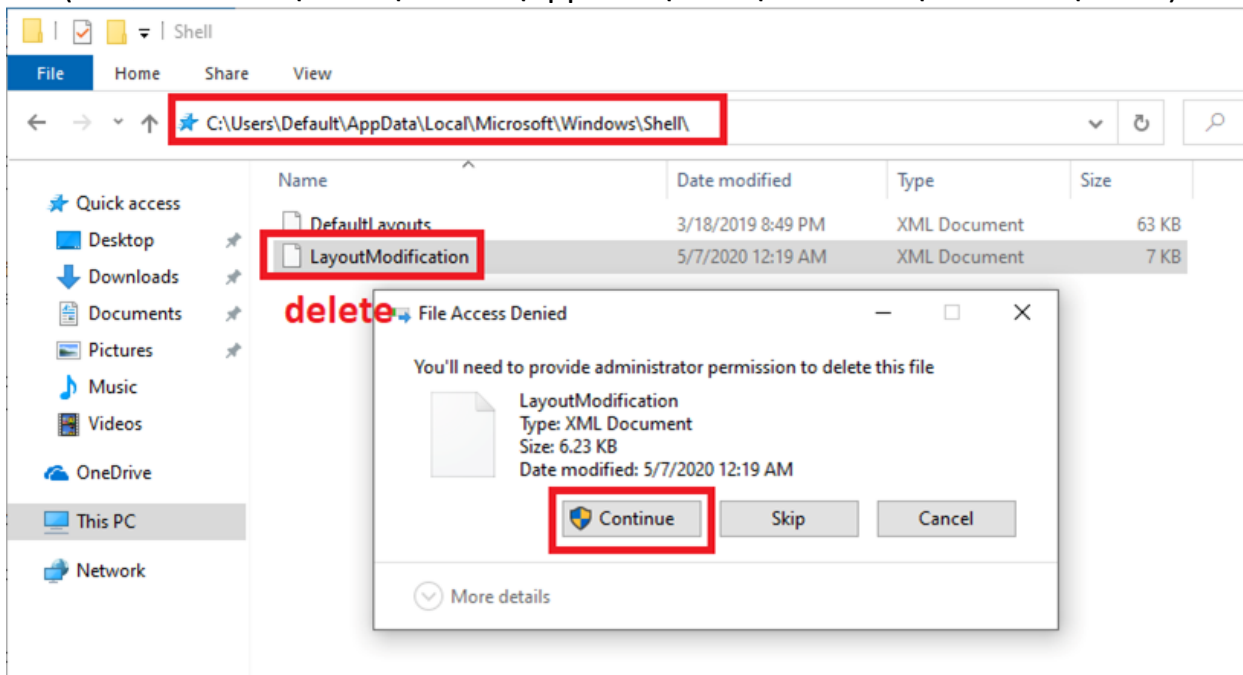 Shell
File Home Share View
C:\Users\Default\AppData\Local\Microsoft\Windows\Shell\
Name Date modified Type Size
Quick access
DefaultLayouts 3/18/2019 8:49 PM XML Document 63 KB
Desktop
LayoutModification 5/7/2020 12:19 AM XML Document 7 KB
Downloads
Documents
delete
File Access Denied
Pictures
You'll need to provide administrator permission to delete this file
Music
LayoutModification
Type: XML Document
Videos
Size: 6.23 KB
Date modified: 5/7/2020 12:19 AM
OneDrive
This PC
Continue Skip Cancel
Network
More details